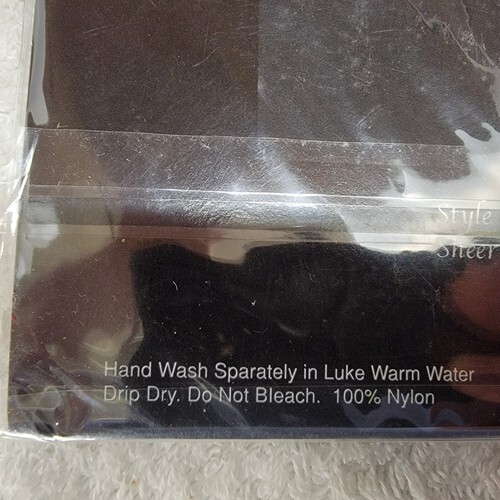 Style
Sheer
Hand Wash Sparately in Luke Warm Water
Drip Dry. Do Not Bleach. 100% Nylon